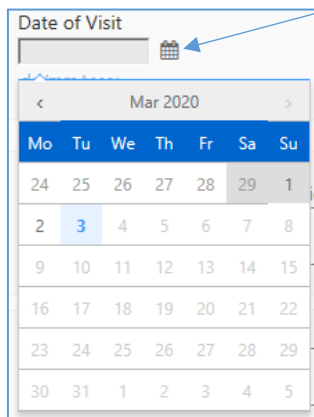 Date of Visit
< Mar 2020 >
Mo Tu We Th Fr Sa Su
24 25 26 27 28 29 1
2 3 4 5 6 7 8
9 10 11 12 13 14 15
16 17 18 19 20 21 22
23 24 25 26 27 28 29
30 31 1 2 3 4 5